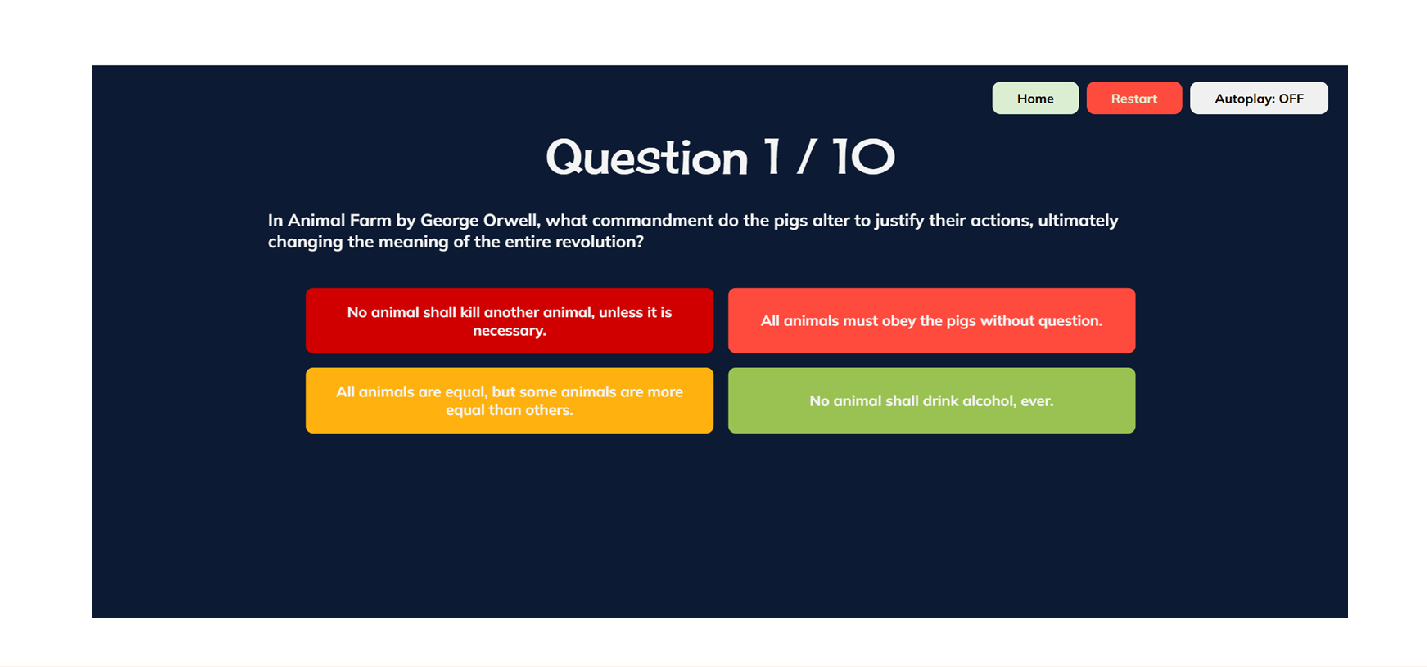 Home Restart Autoplay: OFF
Question 1 / 10
In Animal Farm by George Orwell, what commandment do the pigs alter to justify their actions, ultimately
changing the meaning of the entire revolution?
No animal shall kill another animal, unless it is
necessary.
All animals must obey the pigs without question.
All animals are equal, but some animals are more
equal than others.
No animal shall drink alcohol, ever.